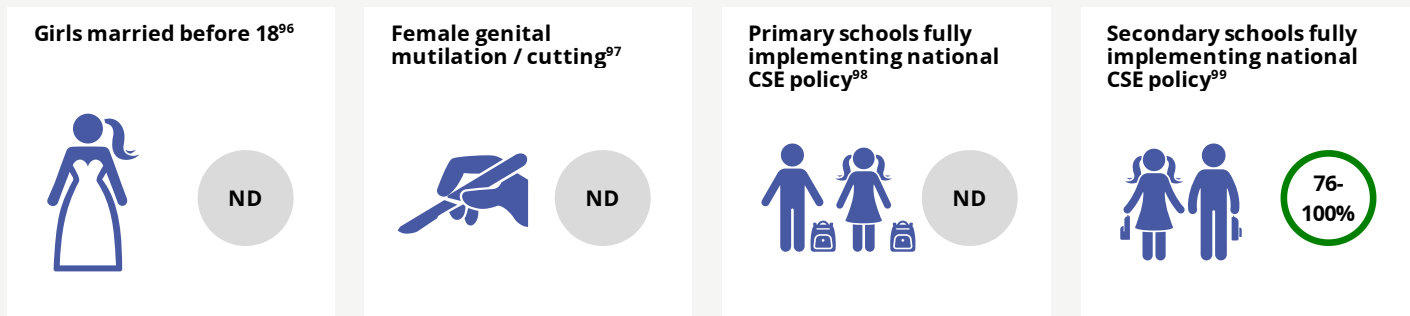 Girls married before 18⁹⁶
ND
Female genital
mutilation / cutting⁹⁷
ND
Primary schools fully
implementing national
CSE policy⁹⁸
ND
Secondary schools fully
implementing national
CSE policy⁹⁹
76-
100%